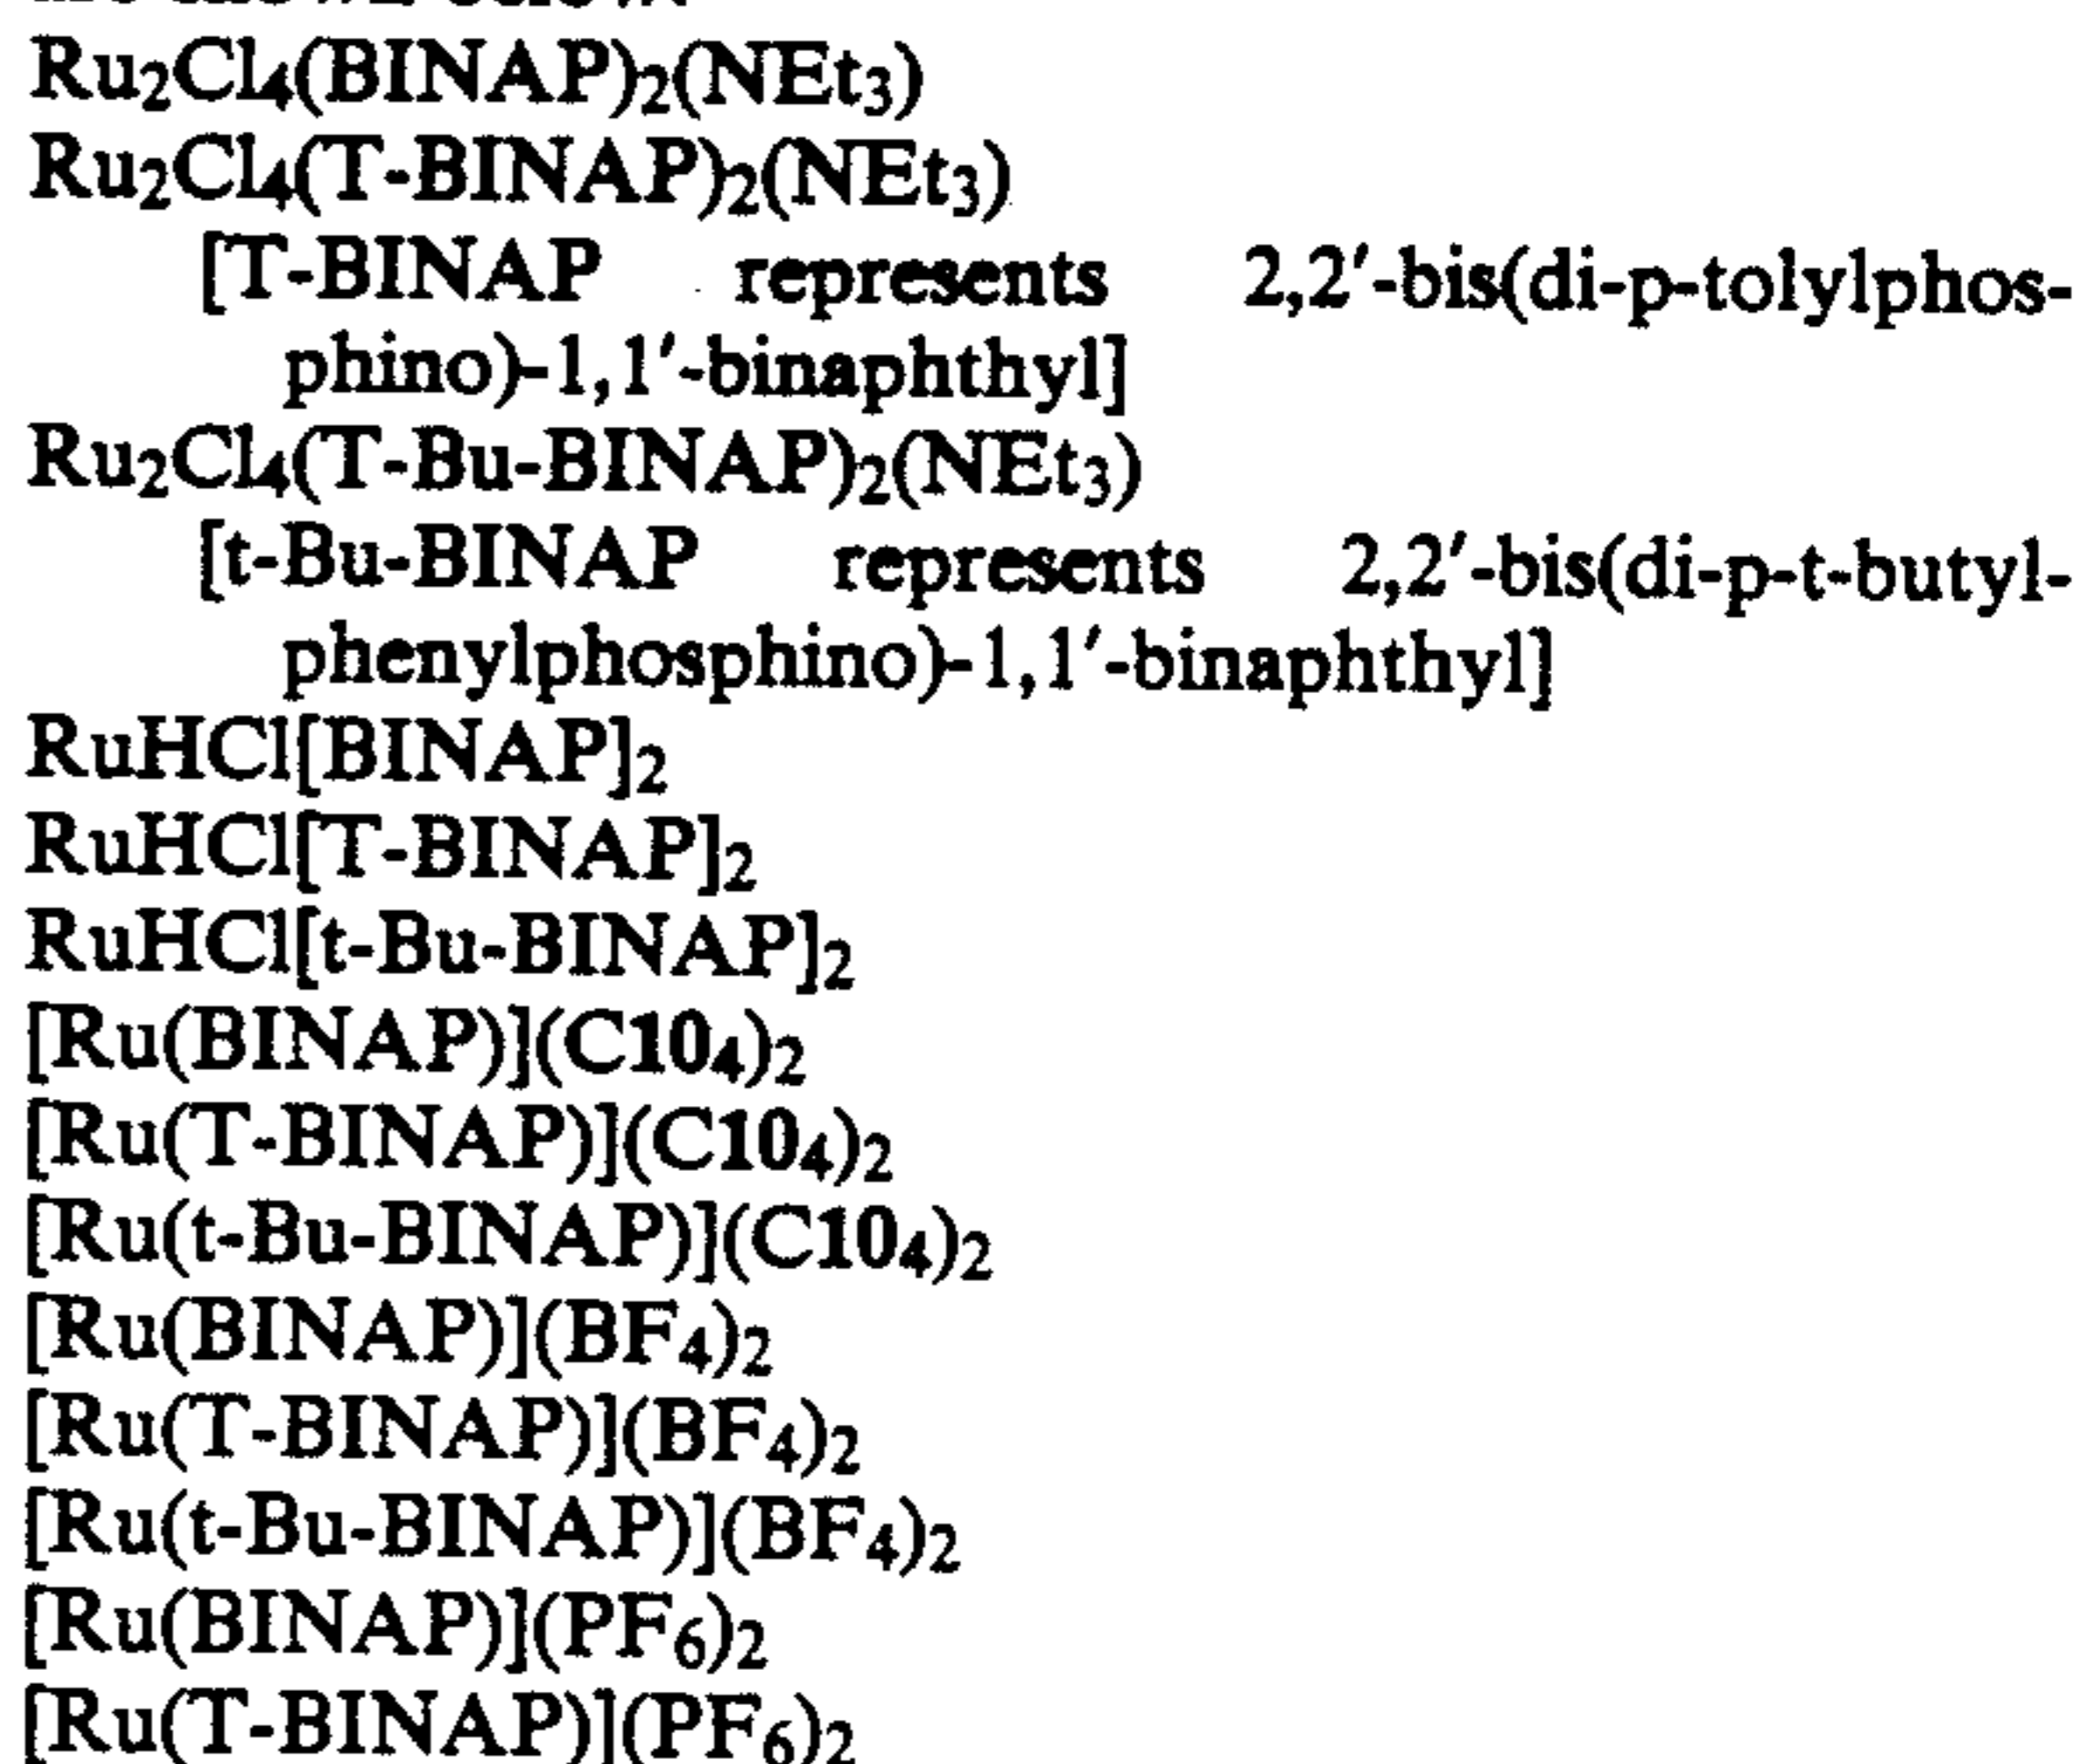 Ru₂Cl₄(BINAP)₂(NEt₃)
Ru₂Cl₄(T-BINAP)₂(NEt₃)
[T-BINAP represents 2,2′-bis(di-p-tolylphos-
phino)-1,1′-binaphthyl]
Ru₂Cl₄(T-Bu-BINAP)₂(NEt₃)
[t-Bu-BINAP represents 2,2′-bis(di-p-t-butyl-
phenylphosphino)-1,1′-binaphthyl]
RuHCl[BINAP]₂
RuHCl[T-BINAP]₂
RuHCl[t-Bu-BINAP]₂
[Ru(BINAP)](C10₄)₂
[Ru(T-BINAP)](C10₄)₂
[Ru(t-Bu-BINAP)](C10₄)₂
[Ru(BINAP)](BF₄)₂
[Ru(T-BINAP)](BF₄)₂
[Ru(t-Bu-BINAP)](BF₄)₂
[Ru(BINAP)](PF₆)₂
[Ru(T-BINAP)](PF₆)₂